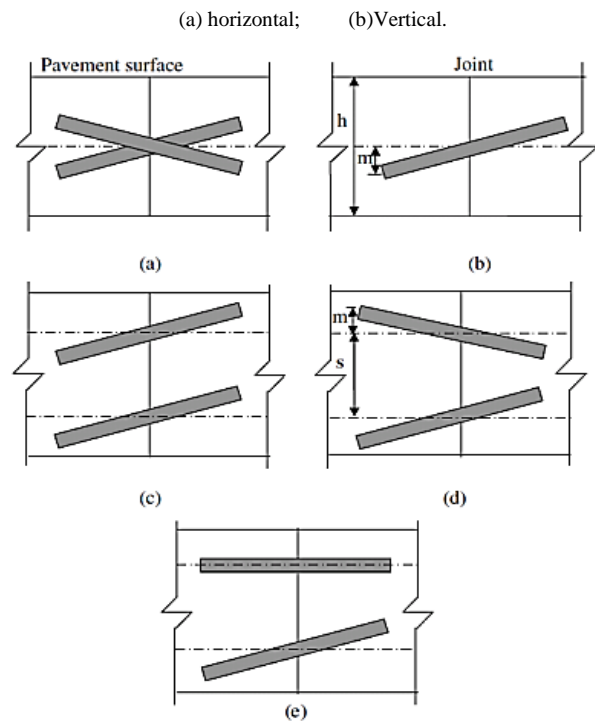 (a) horizontal; (b)Vertical.
Pavement surface
Joint
h
m
(a)
(b)
m
s
(c)
(d)
(e)